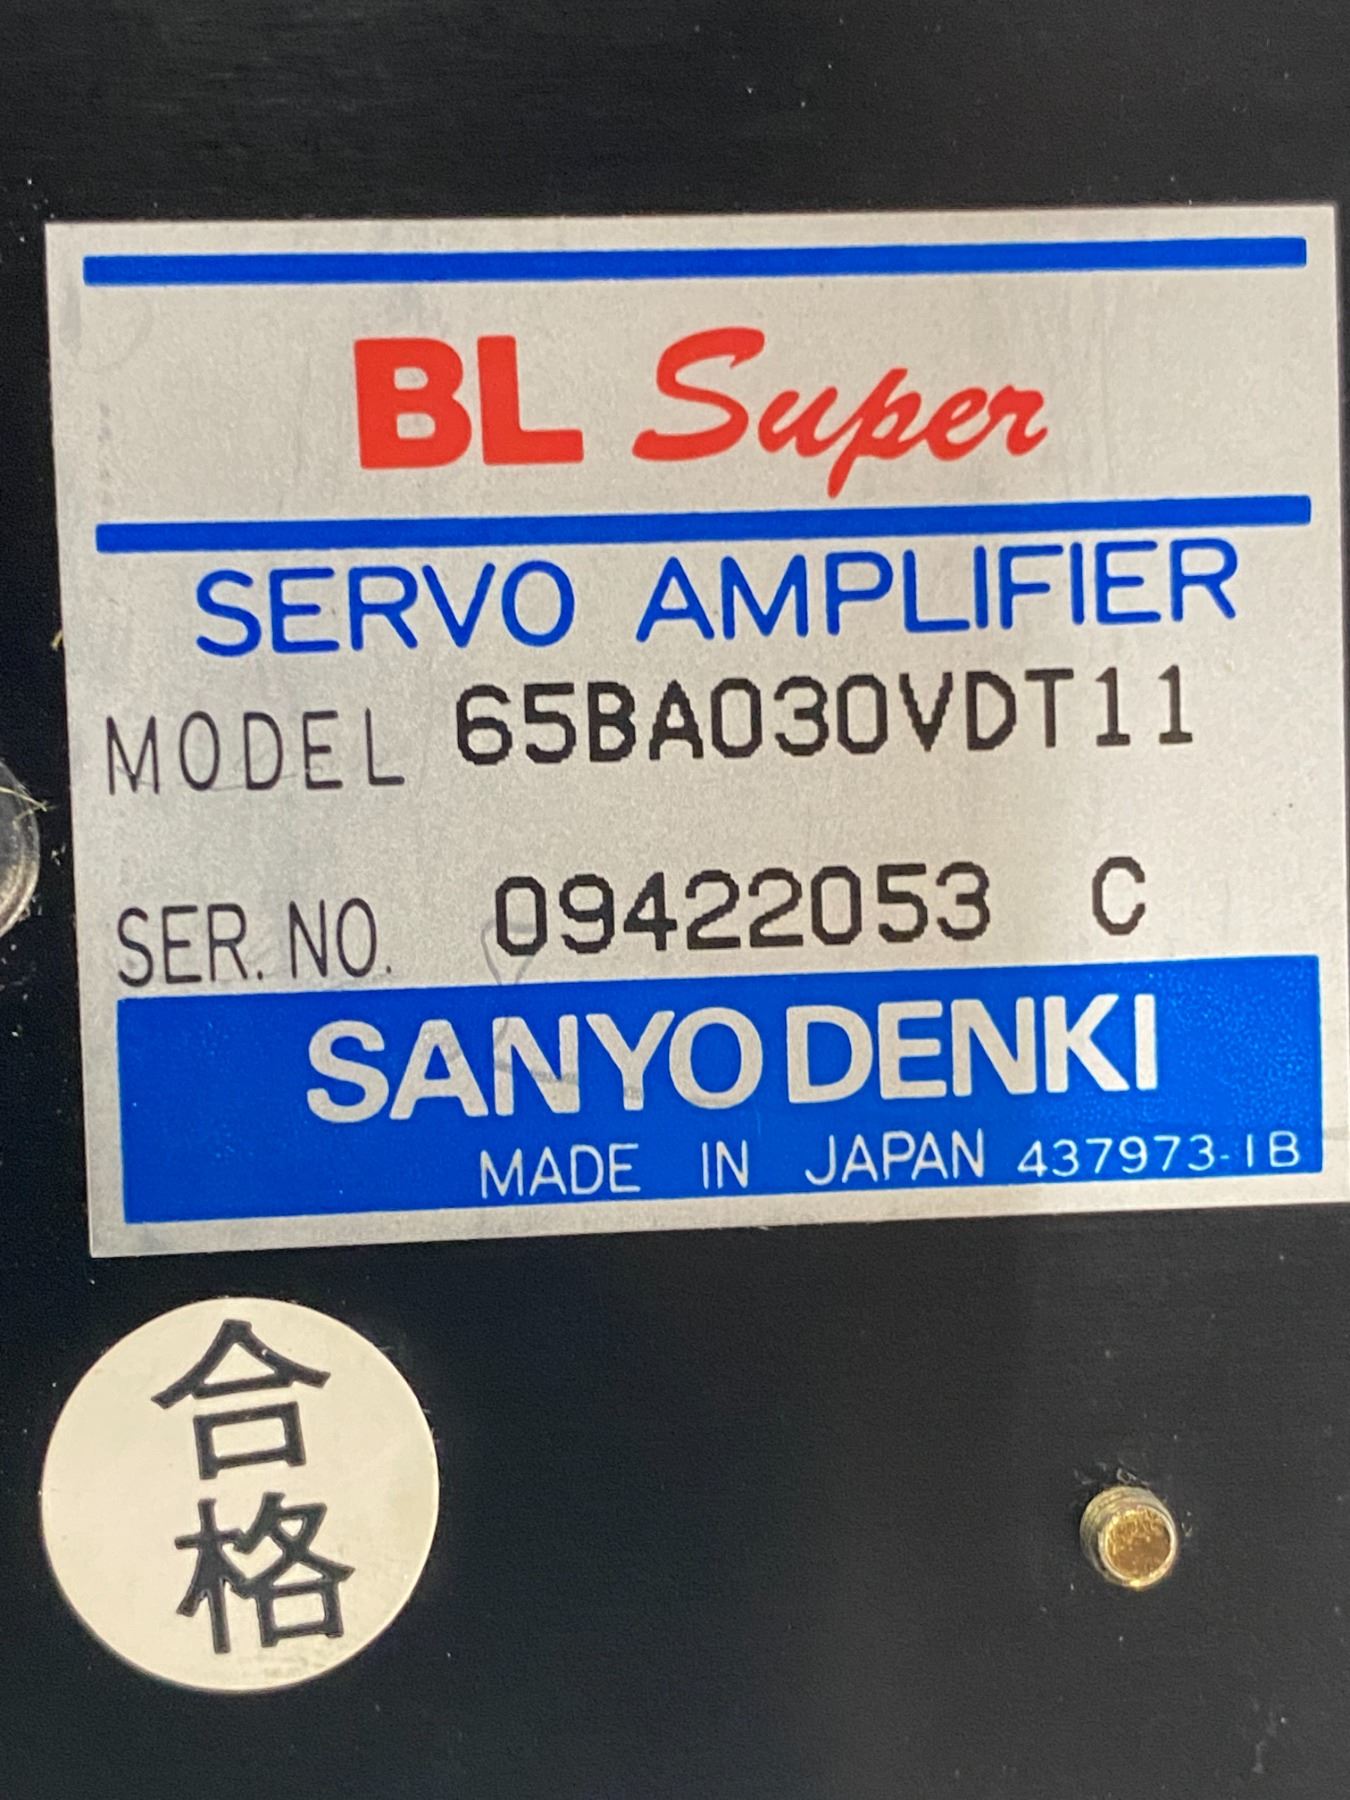 BL Super
SERVO AMPLIFIER
MODEL 65BA030VDT11
SER. NO. 09422053 C
SANYO DENKI
MADE IN JAPAN 437973-1B
合
格